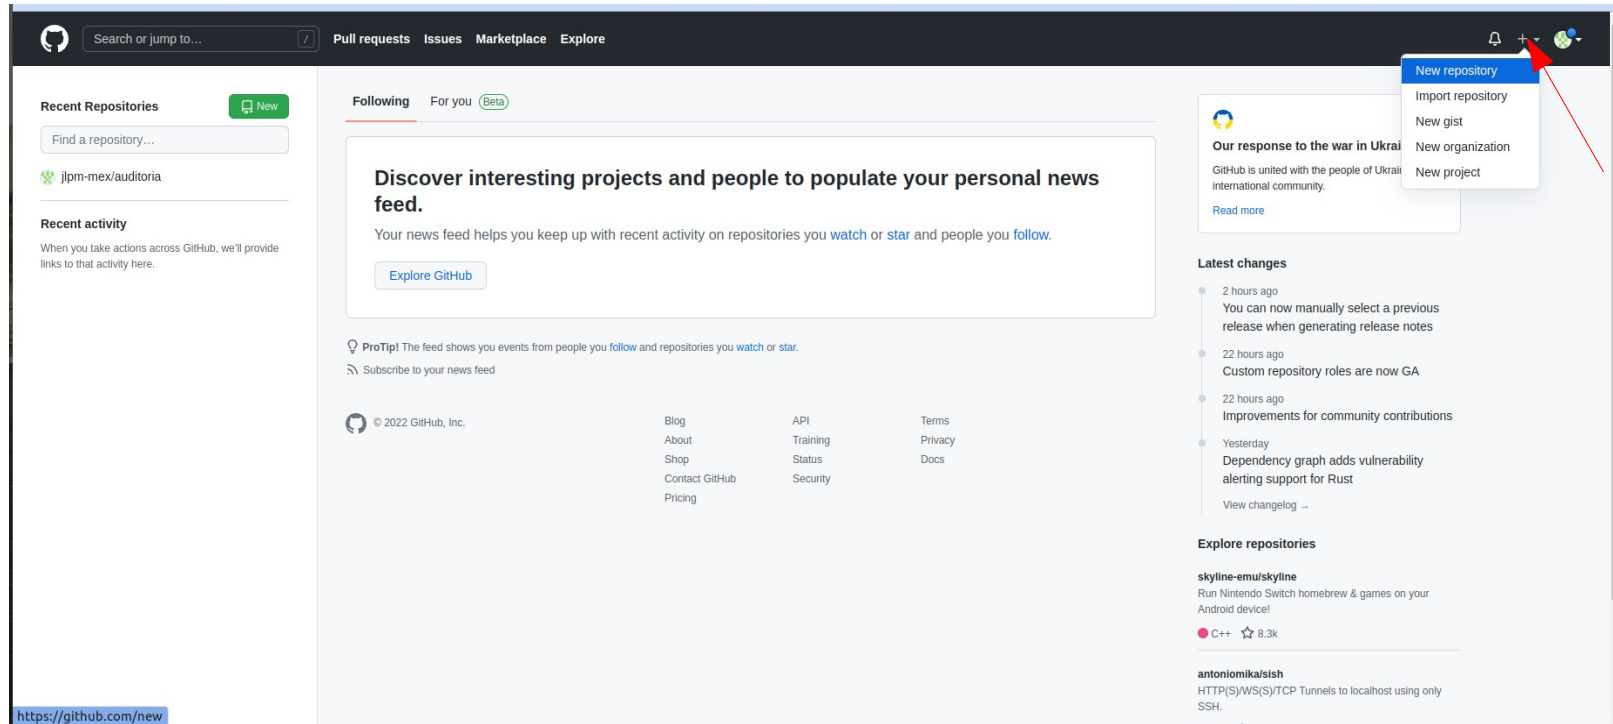 Search or jump to…
/
Pull requests Issues Marketplace Explore
New repository
Import repository
New gist
New organization
New project
Recent Repositories
New
Find a repository…
jlpm-mex/auditoria
Recent activity
When you take actions across GitHub, we'll provide
links to that activity here.
Following For you Beta
Discover interesting projects and people to populate your personal news
feed.
Your news feed helps you keep up with recent activity on repositories you watch or star and people you follow.
Explore GitHub
ProTip! The feed shows you events from people you follow and repositories you watch or star.
Subscribe to your news feed
© 2022 GitHub, Inc.
Blog
About
Shop
Contact GitHub
Pricing
API
Training
Status
Security
Terms
Privacy
Docs
Our response to the war in Ukrai
GitHub is united with the people of Ukrai
international community.
Read more
Latest changes
2 hours ago
You can now manually select a previous
release when generating release notes
22 hours ago
Custom repository roles are now GA
22 hours ago
Improvements for community contributions
Yesterday
Dependency graph adds vulnerability
alerting support for Rust
View changelog →
Explore repositories
skyline-emu/skyline
Run Nintendo Switch homebrew & games on your
Android device!
C++ 8.3k
antoniomika/sish
HTTP(S)/WS(S)/TCP Tunnels to localhost using only
SSH.
https://github.com/new